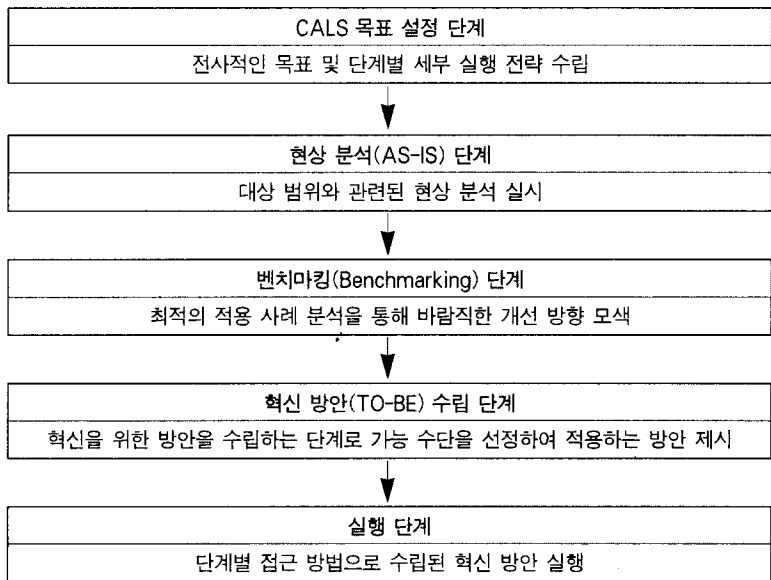 CALS 목표 설정 단계
전사적인 목표 및 단계별 세부 실행 전략 수립
현상 분석(AS-IS) 단계
대상 범위와 관련된 현상 분석 실시
벤치마킹(Benchmarking) 단계
최적의 적용 사례 분석을 통해 바람직한 개선 방향 모색
혁신 방안(TO-BE) 수립 단계
혁신을 위한 방안을 수립하는 단계로 가능 수단을 선정하여 적용하는 방안 제시
실행 단계
단계별 접근 방법으로 수립된 혁신 방안 실행